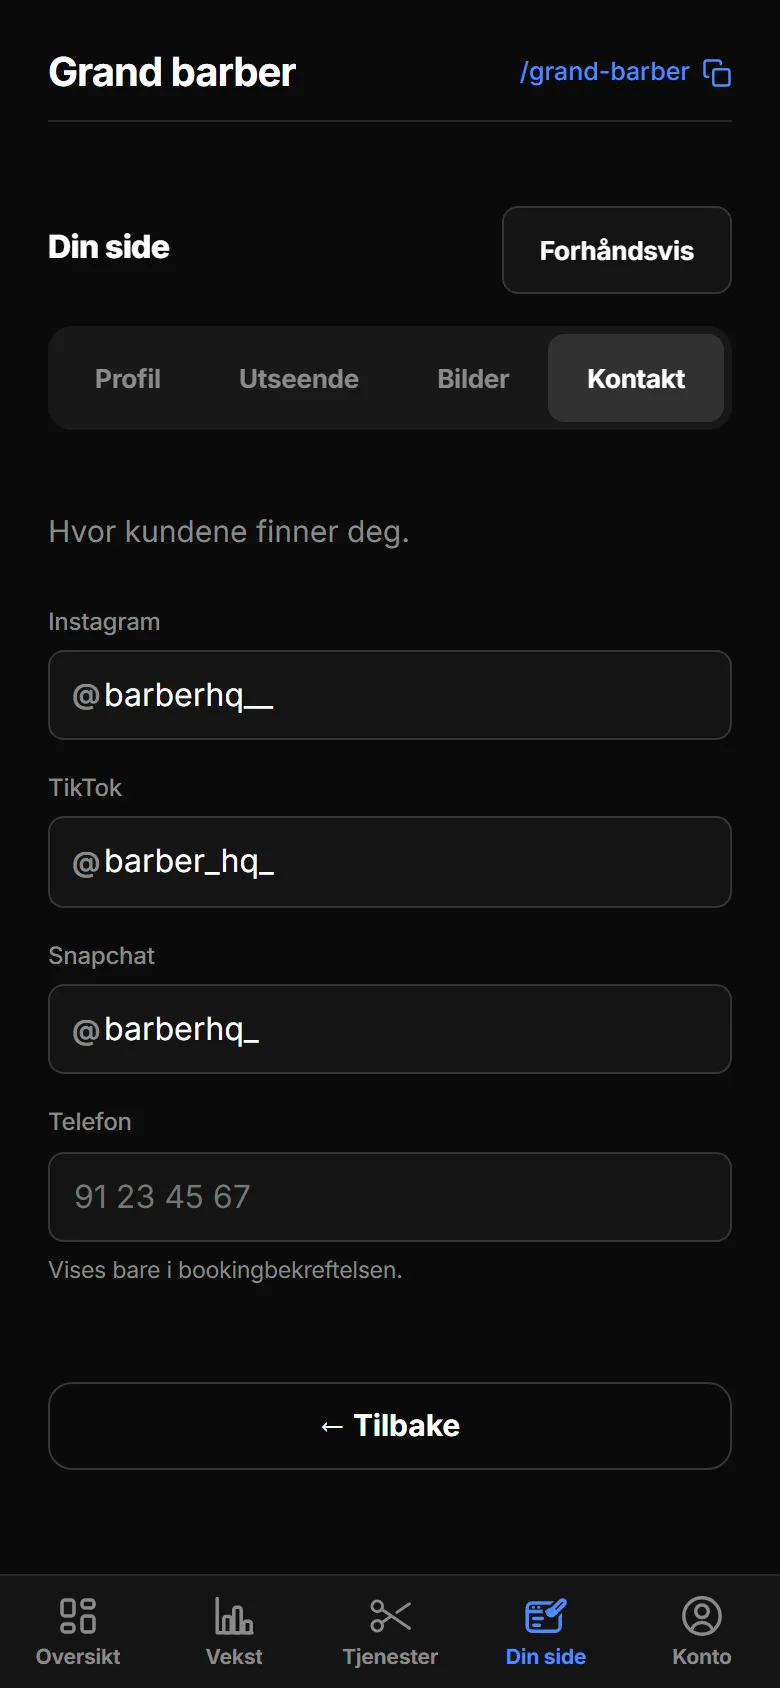 Grand barber
/grand-barber
Din side
Forhåndsvis
Profil Utseende Bilder Kontakt
Hvor kundene finner deg.
Instagram
@barberhq__
TikTok
@barber_hq_
Snapchat
@barberhq_
Telefon
91 23 45 67
Vises bare i bookingbekreftelsen.
← Tilbake
Oversikt Vekst Tjenester Din side Konto